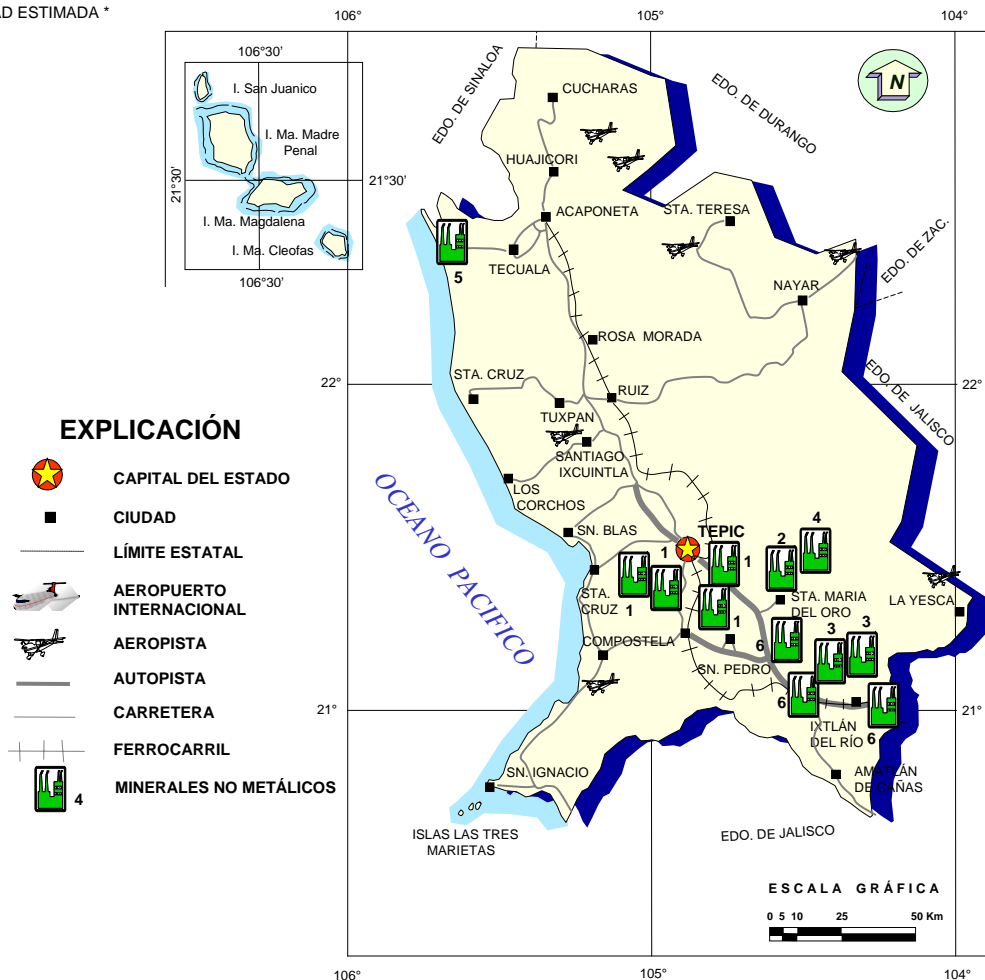 AD ESTIMADA *
106°
105°
104°
106°30'
I. San Juanico
I. Ma. Madre
Penal
21°30'
21°30'
I. Ma. Magdalena
I. Ma. Cleofas
106°30'
EDO. DE SINALOA
EDO. DE DURANGO
N
CUCHARAS
HUAJICORI
ACAPONETA
STA. TERESA
5
TECUALA
EDO. DE ZAC.
NAYAR
ROSA MORADA
22°
22°
STA. CRUZ
RUIZ
TUXPAN
EDO. DE JALISCO
SANTIAGO
IXCUINTLA
LOS
CORCHOS
OCEANO PACIFICO
SN. BLAS
TEPIC
1
1
2
4
STA.
CRUZ
1
1
STA. MARIA
DEL ORO
LA YESCA
COMPOSTELA
6
3
3
SN. PEDRO
21°
21°
6
IXTLÁN
DEL RÍO
6
SN. IGNACIO
AMATLÁN
DE CAÑAS
ISLAS LAS TRES
MARIETAS
EDO. DE JALISCO
EXPLICACIÓN
CAPITAL DEL ESTADO
CIUDAD
LÍMITE ESTATAL
AEROPUERTO
INTERNACIONAL
AEROPISTA
AUTOPISTA
CARRETERA
FERROCARRIL
MINERALES NO METÁLICOS
4
ESCALA GRÁFICA
0 5 10 25 50 Km
106°
105°
104°